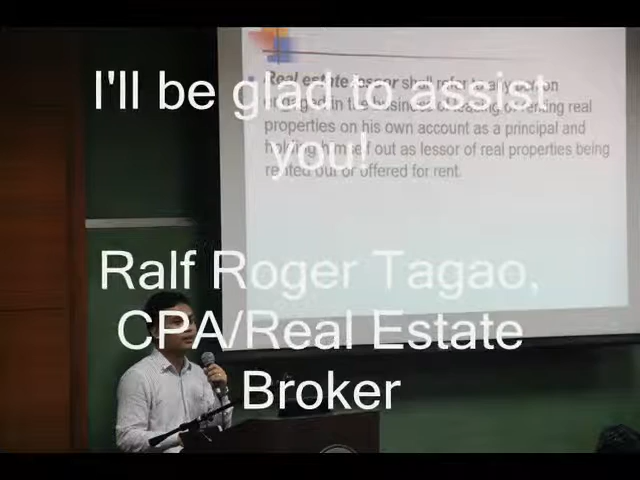 I'll be glad to assist
you!
Real estate lessor shall refer to any person
engaged in the business of leasing or renting real
properties on his own account as a principal and
holding himself out as lessor of real properties being
rented out or offered for rent.
Ralf Roger Tagao,
CPA/Real Estate
Broker